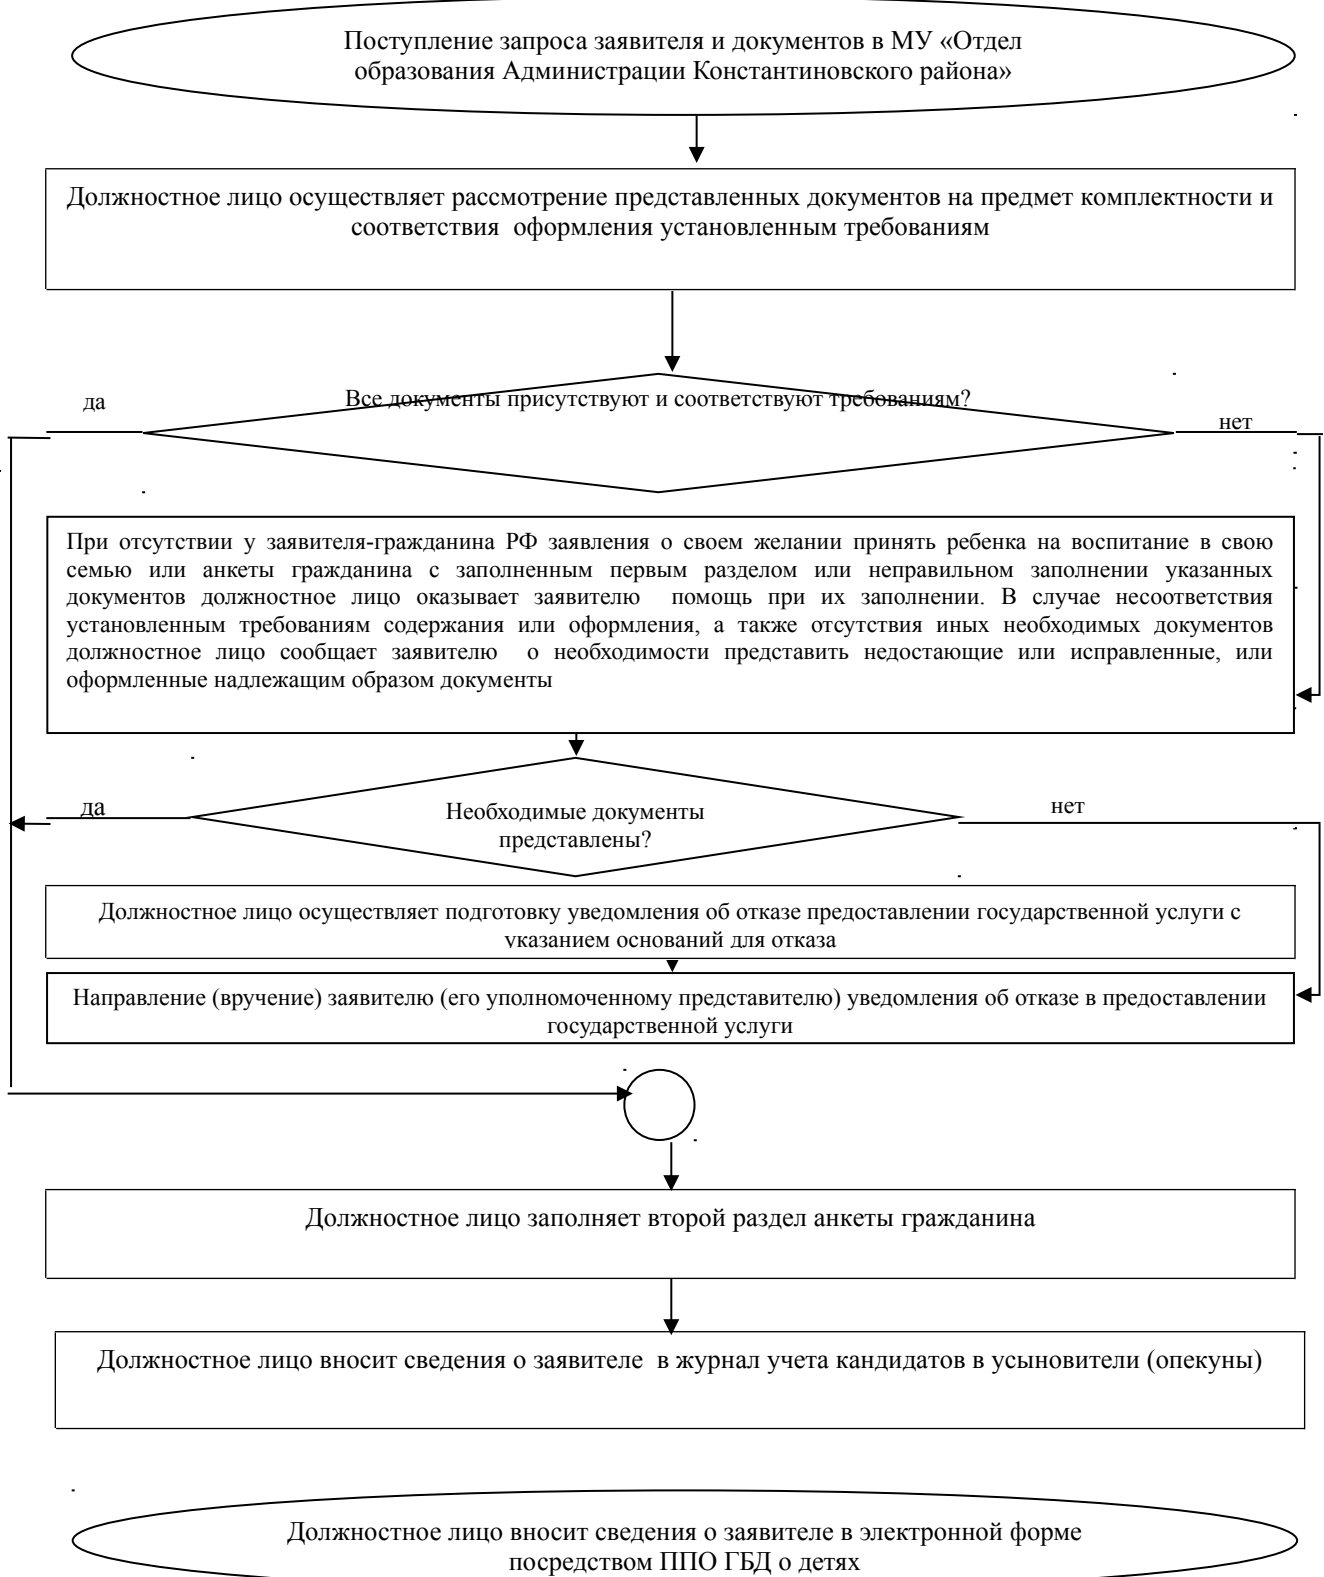 Поступление запроса заявителя и документов в МУ «Отдел
образования Администрации Константиновского района»
Должностное лицо осуществляет рассмотрение представленных документов на предмет комплектности и
соответствия оформления установленным требованиям
Все документы присутствуют и соответствуют требованиям?
да
нет
При отсутствии у заявителя-гражданина РФ заявления о своем желании принять ребенка на воспитание в свою
семью или анкеты гражданина с заполненным первым разделом или неправильном заполнении указанных
документов должностное лицо оказывает заявителю помощь при их заполнении. В случае несоответствия
установленным требованиям содержания или оформления, а также отсутствия иных необходимых документов
должностное лицо сообщает заявителю о необходимости представить недостающие или исправленные, или
оформленные надлежащим образом документы
да
нет
Необходимые документы
представлены?
Должностное лицо осуществляет подготовку уведомления об отказе предоставлении государственной услуги с
указанием оснований для отказа
Направление (вручение) заявителю (его уполномоченному представителю) уведомления об отказе в предоставлении
государственной услуги
Должностное лицо заполняет второй раздел анкеты гражданина
Должностное лицо вносит сведения о заявителе в журнал учета кандидатов в усыновители (опекуны)
Должностное лицо вносит сведения о заявителе в электронной форме
посредством ППО ГБД о детях